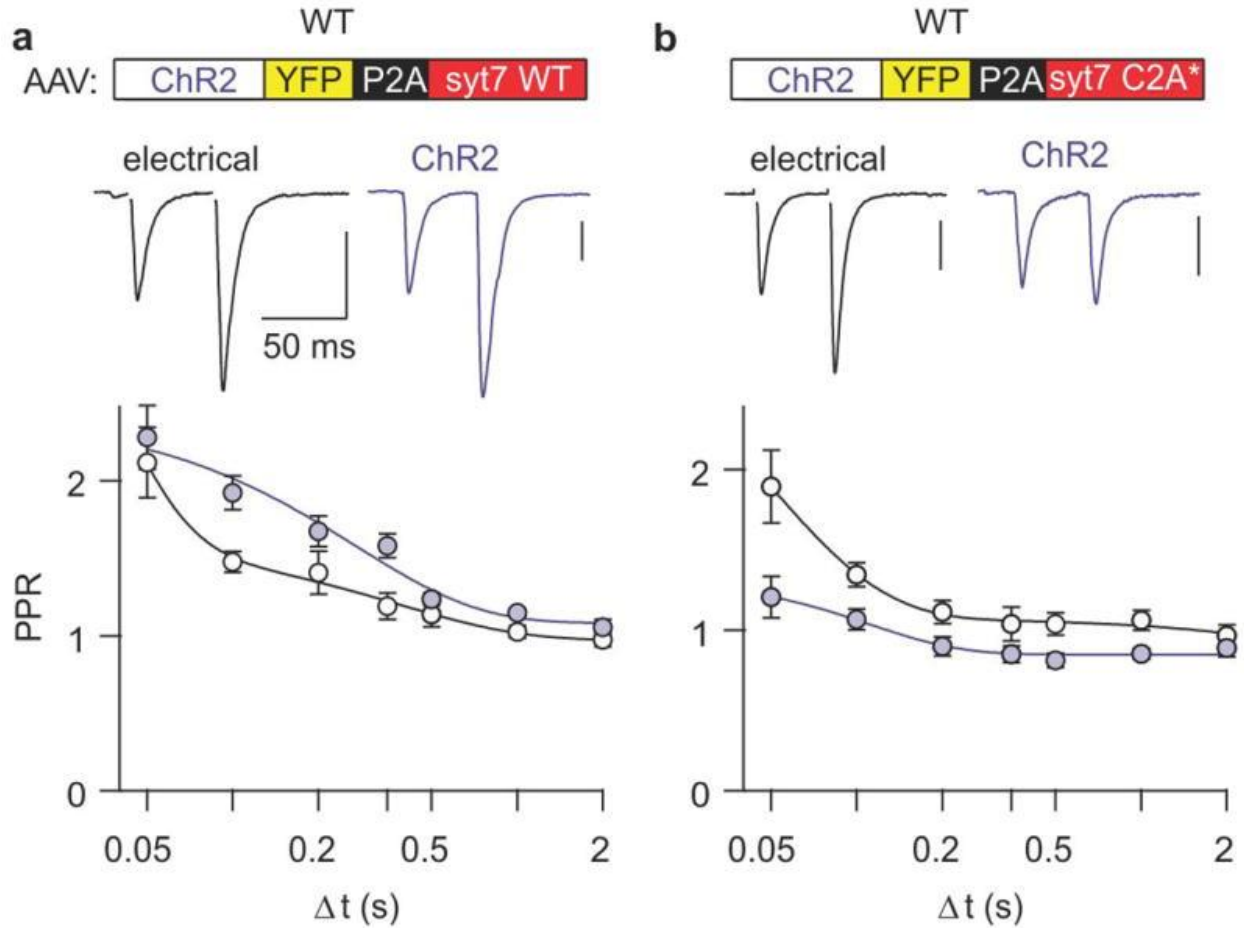 a
WT
AAV: ChR2 YFP P2A syt7 WT
electrical ChR2
50 ms
PPR
2
1
0
0.05 0.2 0.5 2
Δt (s)
b
WT
ChR2 YFP P2A syt7 C2A*
electrical ChR2
2
1
0
0.05 0.2 0.5 2
Δt (s)